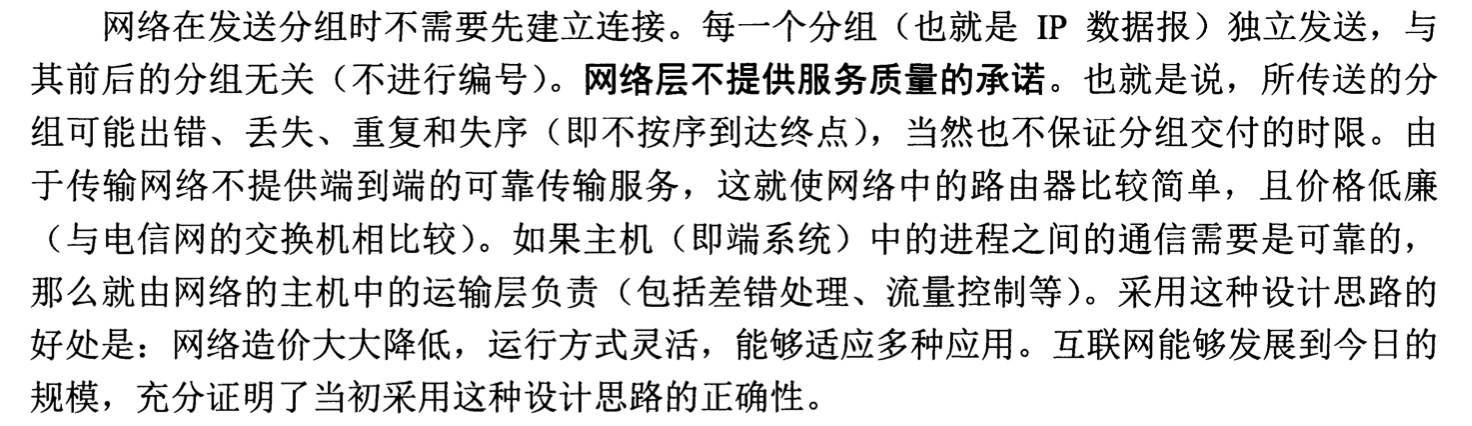 网络在发送分组时不需要先建立连接。每一个分组（也就是 IP 数据报）独立发送，与
其前后的分组无关（不进行编号）。网络层不提供服务质量的承诺。也就是说，所传送的分
组可能出错、丢失、重复和失序（即不按序到达终点），当然也不保证分组交付的时限。由
于传输网络不提供端到端的可靠传输服务，这就使网络中的路由器比较简单，且价格低廉
（与电信网的交换机相比较）。如果主机（即端系统）中的进程之间的通信需要是可靠的，
那么就由网络的主机中的运输层负责（包括差错处理、流量控制等）。采用这种设计思路的
好处是：网络造价大大降低，运行方式灵活，能够适应多种应用。互联网能够发展到今日的
规模，充分证明了当初采用这种设计思路的正确性。